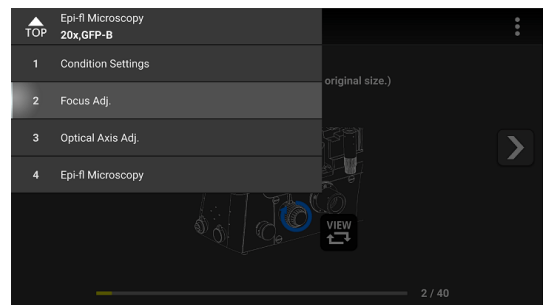 TOP
Epi-fl Microscopy
20x,GFP-B
1 Condition Settings
original size.)
2 Focus Adj.
3 Optical Axis Adj.
4 Epi-fl Microscopy
VIEW
2 / 40